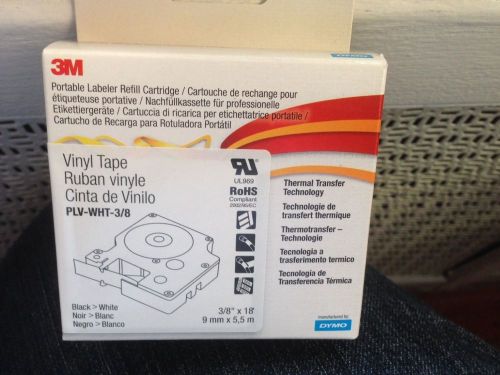 3M
Portable Labeler Refill Cartridge / Cartouche de rechange pour
étiqueteuse portative / Nachfüllkassette für professionelle
Etikettiergeräte / Cartuccia di ricarica per etichettatrice portatile /
Cartucho de Recarga para Rotuladora Portátil
Vinyl Tape
Ruban vinyle
Cinta de Vinilo
PLV-WHT-3/8
UL969
RoHS
Compliant
2002/95/EC
Black > White
Noir > Blanc
Negro > Blanco
3/8" x 18'
9 mm x 5,5 m
Thermal Transfer
Technology
Technologie de
transfert thermique
Thermotransfer –
Technologie
Tecnologia a
trasferimento termico
Tecnología de
Transferencia Térmica
manufactured by:
DYMO